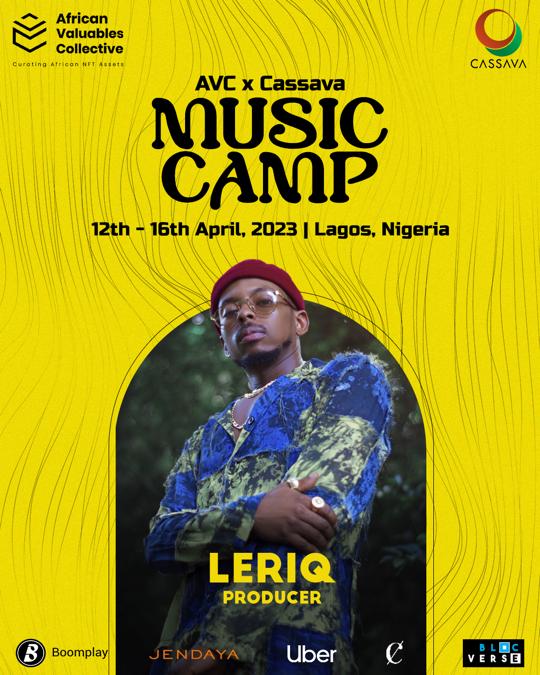 African
Valuables
Collective
Curating African NFT Assets
CASSAVA
AVC x Cassava
MUSIC
CAMP
12th - 16th April, 2023 | Lagos, Nigeria
LERIQ
PRODUCER
B Boomplay
JENDAYA
Uber
BLOC
VERSE